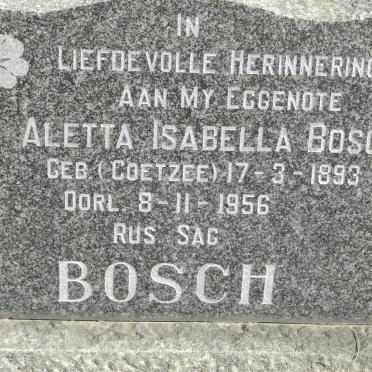 IN
LIEFDEVOLLE HERINNERING
AAN MY EGGENOTE
ALETTA ISABELLA BOSC
GEB (COETZEE) 17-3-1893
OORL 8-11-1956
RUS SAG
BOSCH